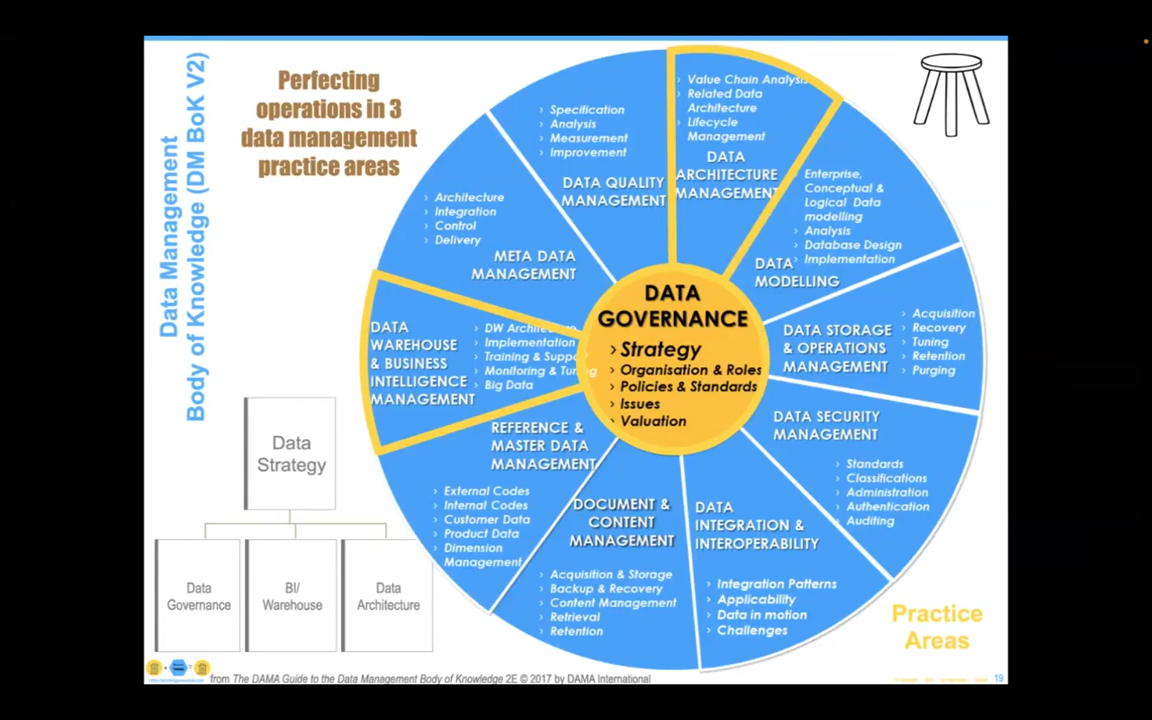 Data Management
Body of Knowledge (DM BoK V2)
Perfecting
operations in 3
data management
practice areas
› Value Chain Analysis
› Related Data
Architecture
› Lifecycle
Management
DATA
ARCHITECTURE
MANAGEMENT
› Specification
› Analysis
› Measurement
› Improvement
DATA QUALITY
MANAGEMENT
Enterprise,
Conceptual &
Logical Data
modelling
› Analysis
› Database Design
› Implementation
DATA
MODELLING
› Architecture
› Integration
› Control
› Delivery
META DATA
MANAGEMENT
› Acquisition
› Recovery
› Tuning
› Retention
› Purging
DATA STORAGE
& OPERATIONS
MANAGEMENT
DATA
GOVERNANCE
› Strategy
› Organisation & Roles
› Policies & Standards
› Issues
› Valuation
DATA
WAREHOUSE
& BUSINESS
INTELLIGENCE
MANAGEMENT
› DW Architecture
› Implementation
› Training & Suppo
› Monitoring & Tuning
› Big Data
DATA SECURITY
MANAGEMENT
› Standards
› Classifications
› Administration
› Authentication
› Auditing
REFERENCE &
MASTER DATA
MANAGEMENT
› External Codes
› Internal Codes
› Customer Data
› Product Data
› Dimension
Management
DOCUMENT &
CONTENT
MANAGEMENT
› Acquisition & Storage
› Backup & Recovery
› Content Management
› Retrieval
› Retention
DATA
INTEGRATION &
INTEROPERABILITY
› Integration Patterns
› Applicability
› Data in motion
› Challenges
Data
Strategy
Data
Governance
BI/
Warehouse
Data
Architecture
Practice
Areas
from The DAMA Guide to the Data Management Body of Knowledge 2E © 2017 by DAMA International
19